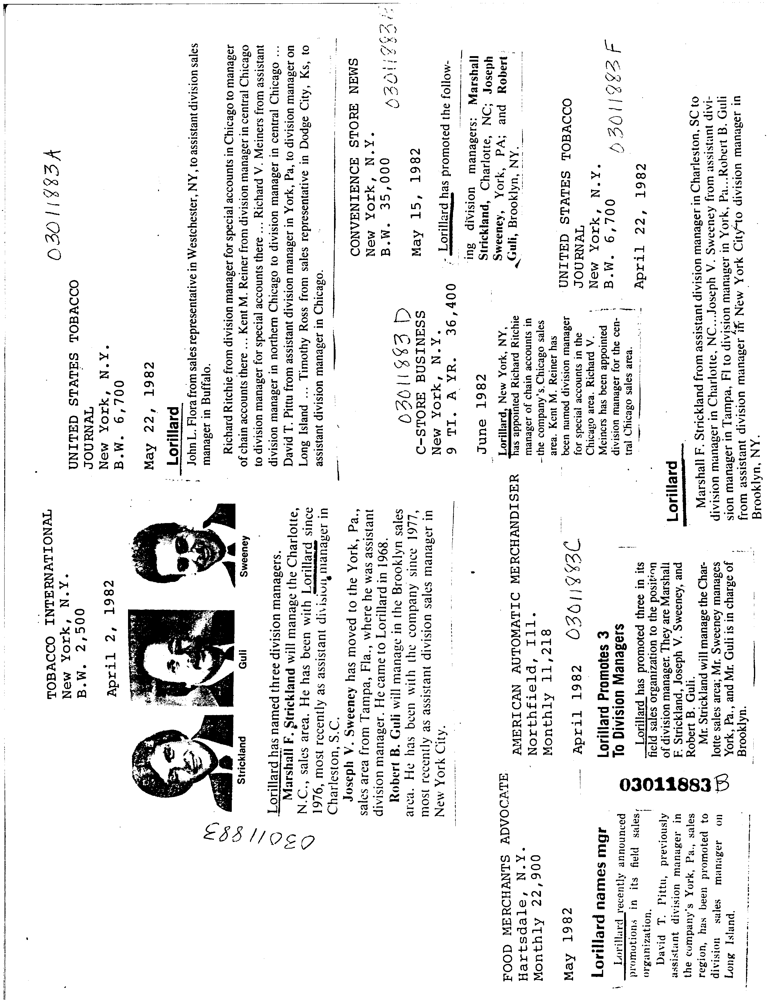 TOBACCO INTERNATIONAL
New York, N.Y.
B.W. 2,500
April 2, 1982
Strickland
Guli
Sweeney
Lorillard has named three division managers.
Marshall F. Strickland will manage the Charlotte,
N.C., sales area. He has been with Lorillard since
1976, most recently as assistant division manager in
Charleston, S.C.
Joseph V. Sweeney has moved to the York, Pa.,
sales area from Tampa, Fla., where he was assistant
division manager. He came to Lorillard in 1968.
Robert B. Guli will manage in the Brooklyn sales
area. He has been with the company since 1977,
most recently as assistant division sales manager in
New York City.
03011883
UNITED STATES TOBACCO
JOURNAL
New York, N.Y.
B.W. 6,700
03011883A
May 22, 1982
Lorillard
John L. Flora from sales representative in Westchester, NY, to assistant division sales
manager in Buffalo.
Richard Ritchie from division manager for special accounts in Chicago to manager
of chain accounts there ... Kent M. Reiner from division manager in central Chicago
to division manager for special accounts there ... Richard V. Meiners from assistant
division manager in northern Chicago to division manager in central Chicago ...
David T. Pittu from assistant division manager in York, Pa, to division manager on
Long Island ... Timothy Ross from sales representative in Dodge City, Ks, to
assistant division manager in Chicago.
FOOD MERCHANTS ADVOCATE
Hartsdale, N.Y.
Monthly 22,900
May 1982
Lorillard names mgr
Lorillard recently announced
promotions in its field sales
organization.
David T. Pittu, previously
assistant division manager in
the company's York, Pa., sales
region, has been promoted to
division sales manager on
Long Island.
03011883B
AMERICAN AUTOMATIC MERCHANDISER
Northfield, Ill.
Monthly 11,218
April 1982
03011883C
Lorillard Promotes 3
To Division Managers
Lorillard has promoted three in its
field sales organization to the position
of division manager. They are Marshall
F. Strickland, Joseph V. Sweeney, and
Robert B. Guli.
Mr. Strickland will manage the Char-
lotte sales area; Mr. Sweeney manages
York, Pa., and Mr. Guli is in charge of
Brooklyn.
03011883D
C-STORE BUSINESS
New York, N.Y.
9 TI. A YR. 36,400
June 1982
Lorillard, New York, NY,
has appointed Richard Ritchie
manager of chain accounts in
the company's Chicago sales
area. Kent M. Reiner has
been named division manager
for special accounts in the
Chicago area. Richard V.
Meiners has been appointed
division manager for the cen-
tral Chicago sales area.
CONVENIENCE STORE NEWS
New York, N.Y.
B.W. 35,000
May 15, 1982
Lorillard has promoted the follow-
ing division managers: Marshall
Strickland, Charlotte, NC; Joseph
Sweeney, York, PA; and Robert
Guli, Brooklyn, NY.
UNITED STATES TOBACCO
JOURNAL
New York, N.Y.
B.W. 6,700
03011883F
April 22, 1982
Lorillard
Marshall F. Strickland from assistant division manager in Charleston, SC to
division manager in Charlotte, NC...Joseph V. Sweeney from assistant divi-
sion manager in Tampa, Fl to division manager in York, Pa...Robert B. Guli
from assistant division manager in New York City to division manager in
Brooklyn, NY.